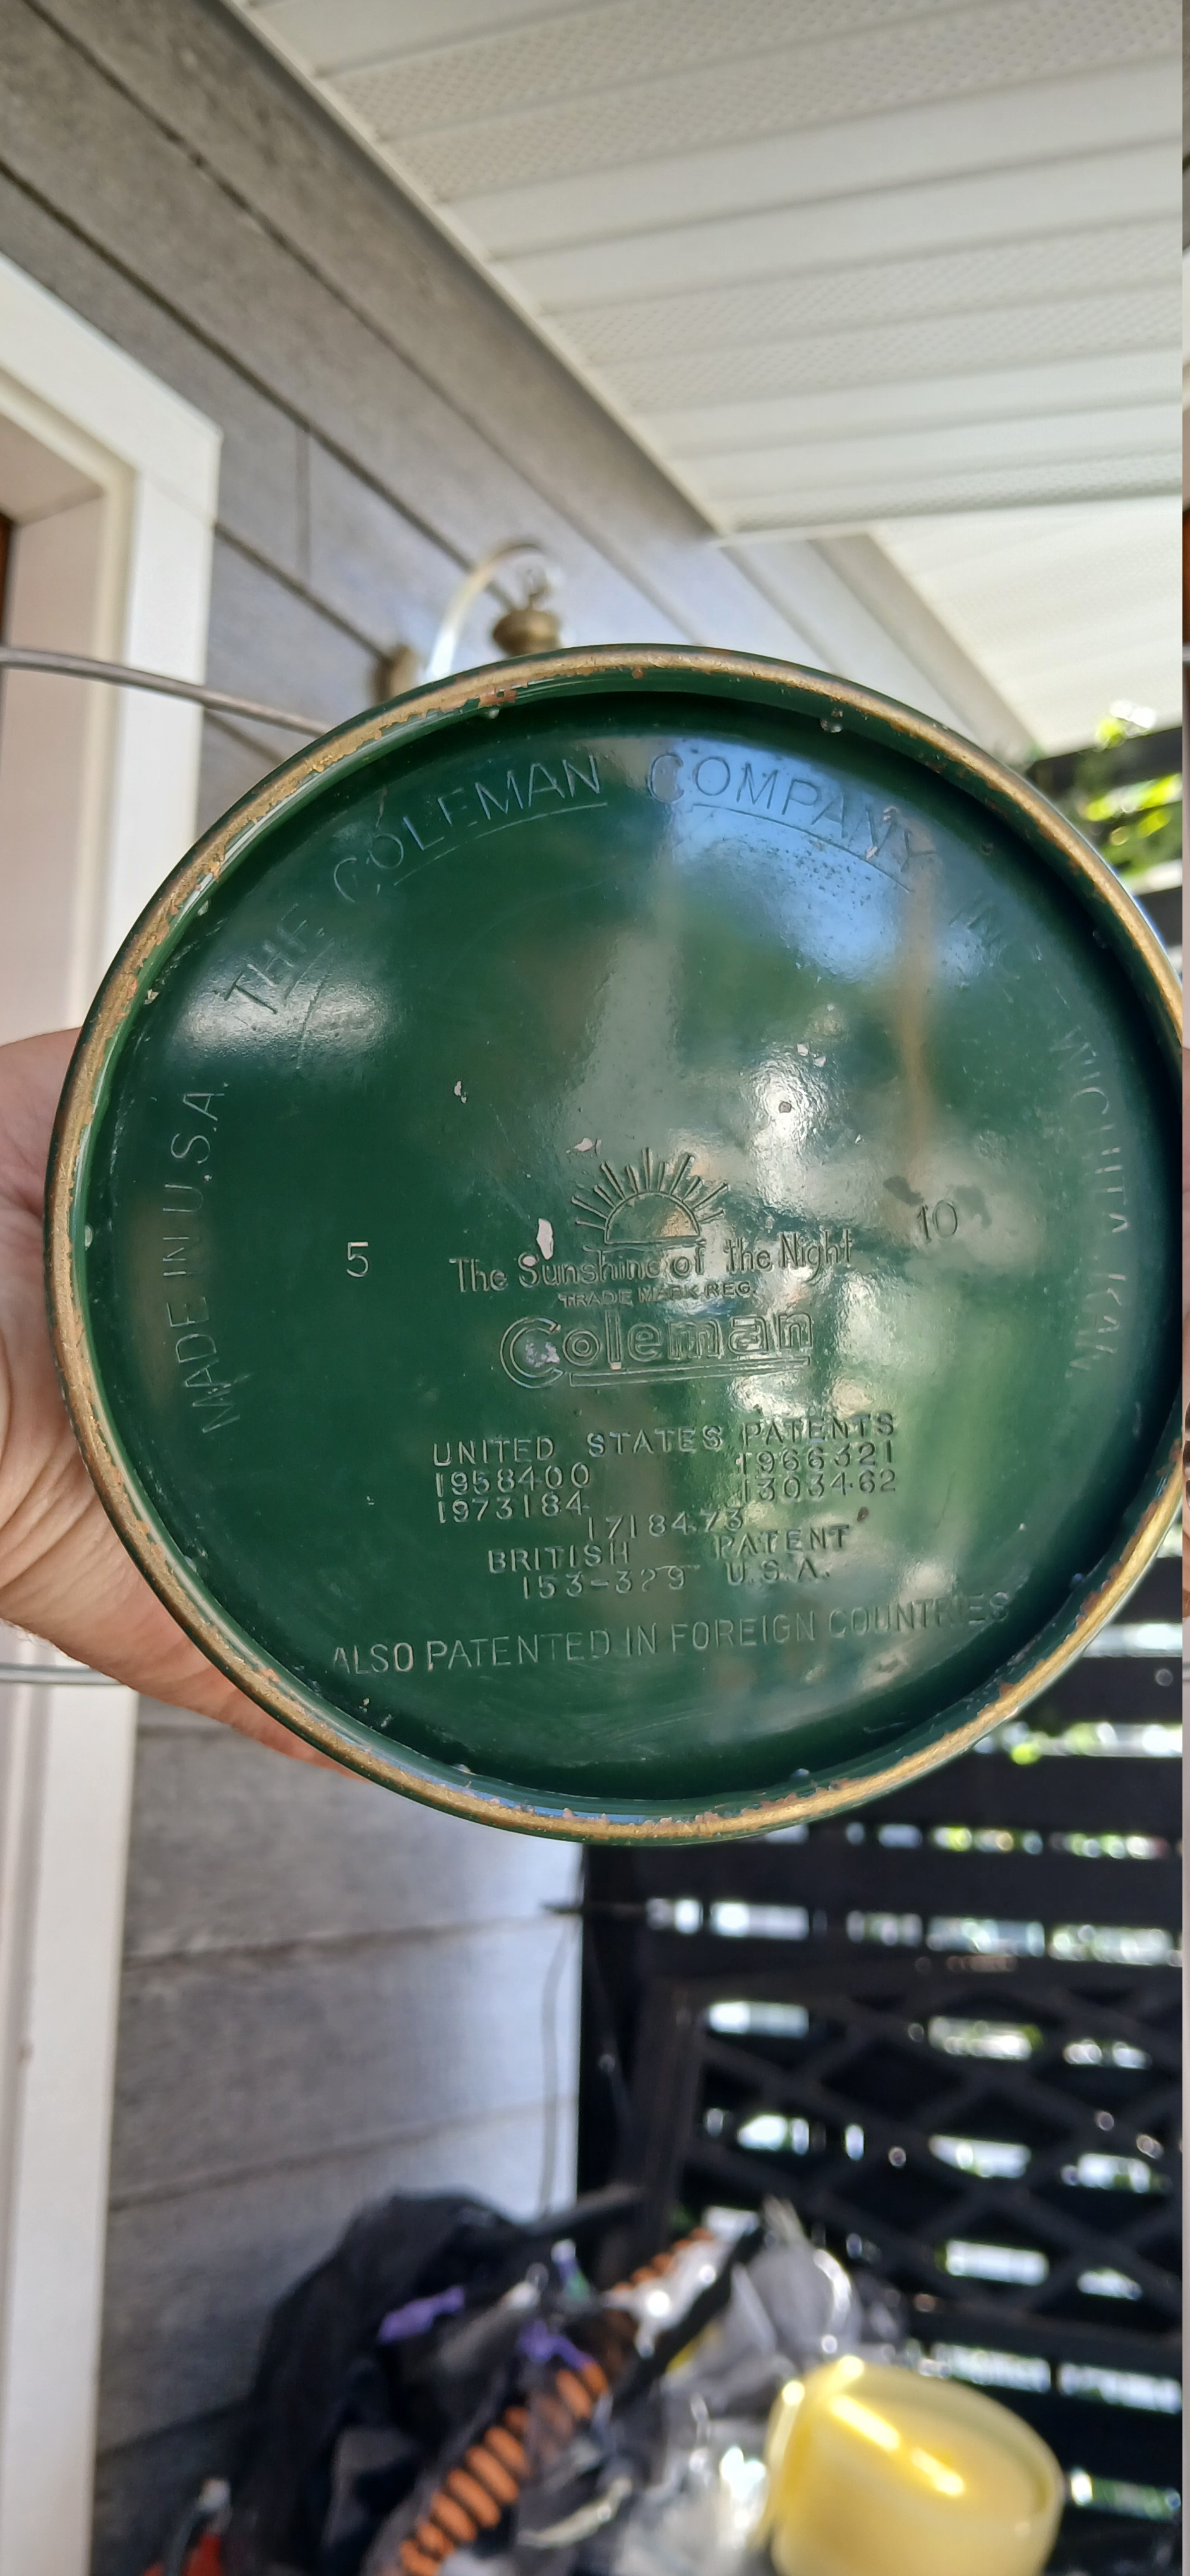 THE COLEMAN COMPANY
WICHITA KAN.
MADE IN U.S.A.
5
10
The Sunshine of the Night
TRADE MARK REG.
Coleman
UNITED STATES PATENTS
1958400 1966321
1973184 1303462
1718473
BRITISH PATENT
153-329 U.S.A.
ALSO PATENTED IN FOREIGN COUNTRIES